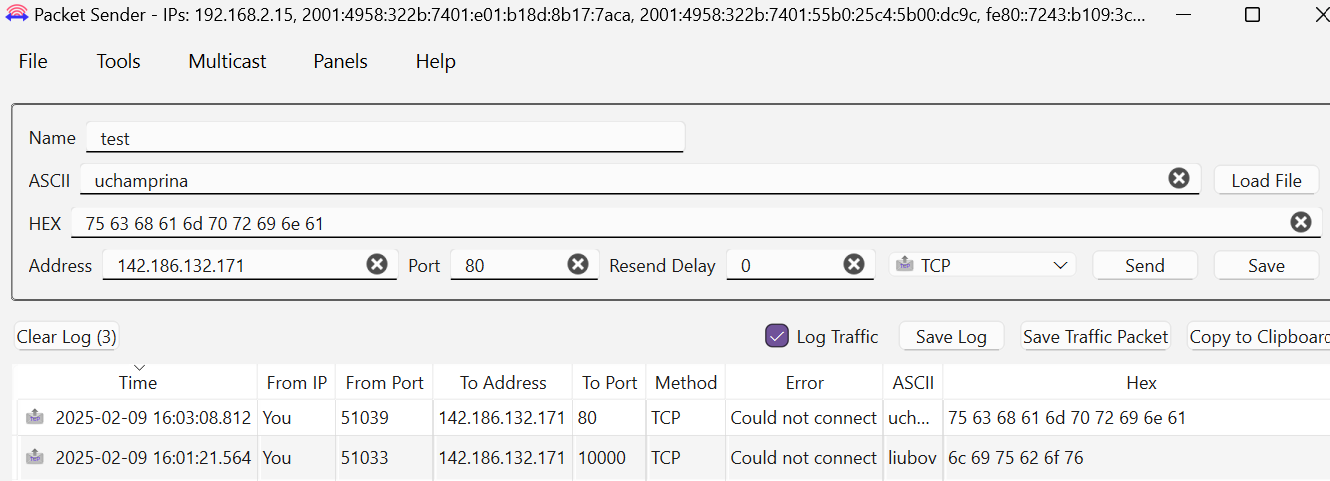 Packet Sender - IPs: 192.168.2.15, 2001:4958:322b:7401:e01:b18d:8b17:7aca, 2001:4958:322b:7401:55b0:25c4:5b00:dc9c, fe80::7243:b109:3c...
File Tools Multicast Panels Help
Name test
ASCII uchamprina Load File
HEX 75 63 68 61 6d 70 72 69 6e 61
Address 142.186.132.171 Port 80 Resend Delay 0 TCP Send Save
Clear Log (3) Log Traffic Save Log Save Traffic Packet Copy to Clipboard
Time From IP From Port To Address To Port Method Error ASCII Hex
TCP 2025-02-09 16:03:08.812 You 51039 142.186.132.171 80 TCP Could not connect uch... 75 63 68 61 6d 70 72 69 6e 61
TCP 2025-02-09 16:01:21.564 You 51033 142.186.132.171 10000 TCP Could not connect liubov 6c 69 75 62 6f 76